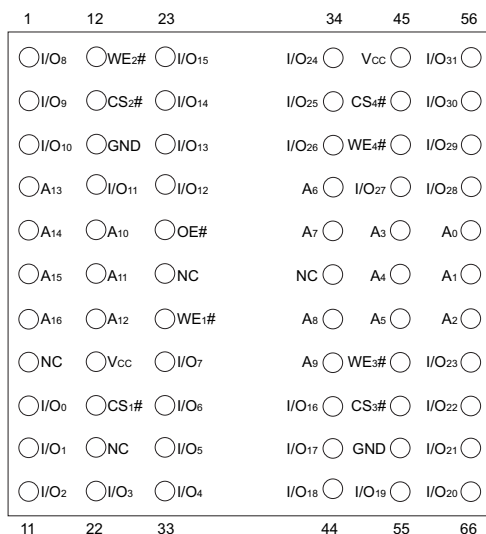 1 12 23 34 45 56
I/O8 WE2# I/O15 I/O24 Vcc I/O31
I/O9 CS2# I/O14 I/O25 CS4# I/O30
I/O10 GND I/O13 I/O26 WE4# I/O29
A13 I/O11 I/O12 A6 I/O27 I/O28
A14 A10 OE# A7 A3 A0
A15 A11 NC NC A4 A1
A16 A12 WE1# A8 A5 A2
NC Vcc I/O7 A9 WE3# I/O23
I/O0 CS1# I/O6 I/O16 CS3# I/O22
I/O1 NC I/O5 I/O17 GND I/O21
I/O2 I/O3 I/O4 I/O18 I/O19 I/O20
11 22 33 44 55 66